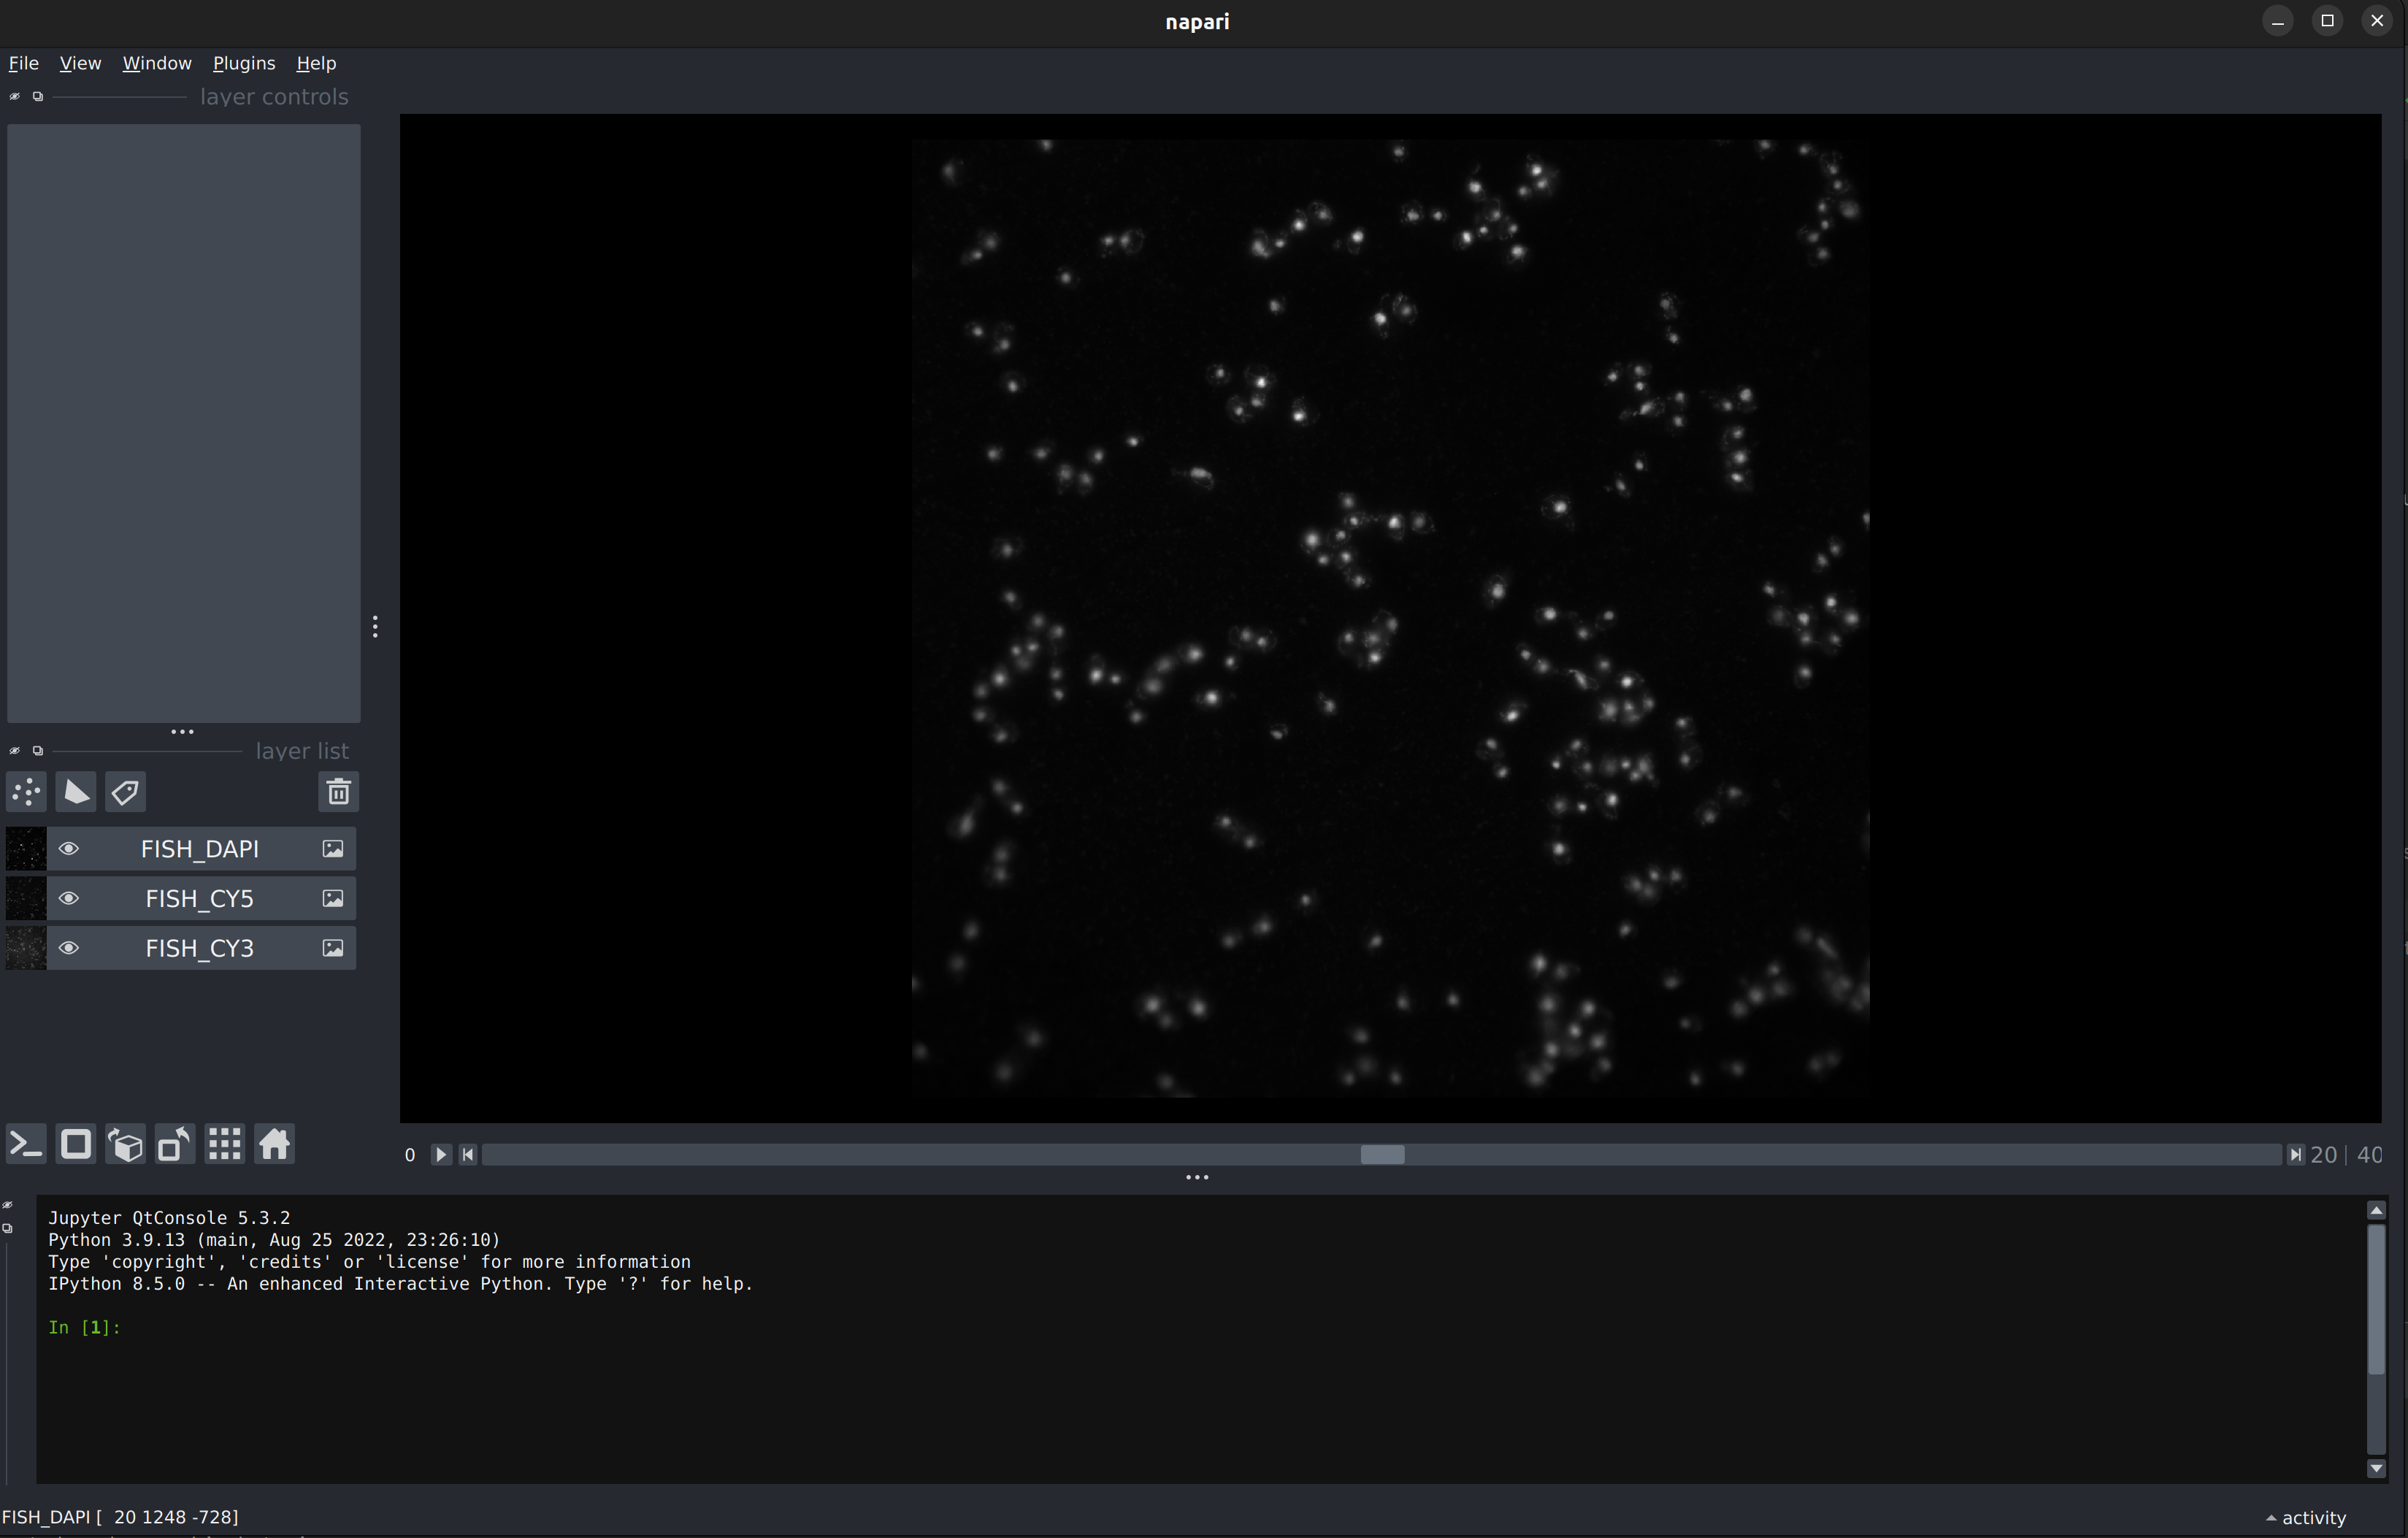 napari
File View Window Plugins Help
layer controls
layer list
FISH_DAPI
FISH_CY5
FISH_CY3
0
20 | 40
Jupyter QtConsole 5.3.2
Python 3.9.13 (main, Aug 25 2022, 23:26:10)
Type 'copyright', 'credits' or 'license' for more information
IPython 8.5.0 -- An enhanced Interactive Python. Type '?' for help.
In [1]:
FISH_DAPI [  20 1248 -728]
activity